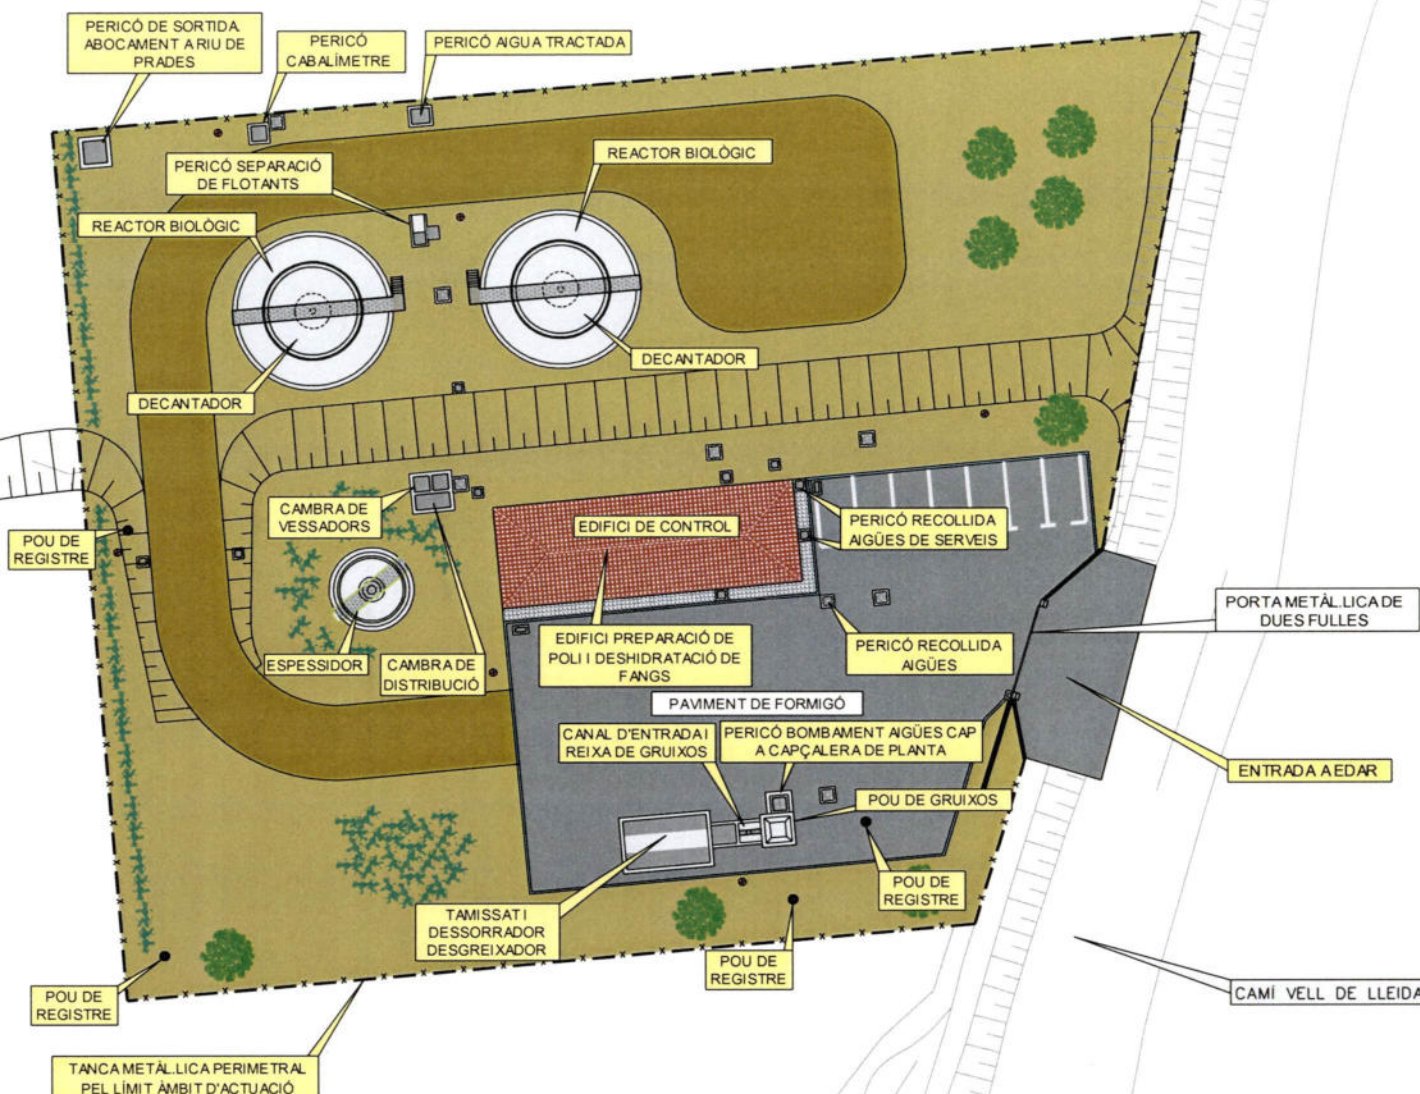 PERICÓ DE SORTIDA
ABOCAMENT A RIU DE
PRADES
PERICÓ
CABALÍMETRE
PERICÓ AIGUA TRACTADA
PERICÓ SEPARACIÓ
DE FLOTANTS
REACTOR BIOLÒGIC
REACTOR BIOLÒGIC
DECANTADOR
DECANTADOR
CAMBRA DE
VESSADORS
EDIFICI DE CONTROL
PERICÓ RECOLLIDA
AIGÜES DE SERVEIS
POU DE
REGISTRE
PORTA METÀL.LICA DE
DUES FULLES
ESPESSIDOR
CAMBRA DE
DISTRIBUCIÓ
EDIFICI PREPARACIÓ DE
POLI I DESHIDRATACIÓ DE
FANGS
PERICÓ RECOLLIDA
AIGÜES
PAVIMENT DE FORMIGÓ
CANAL D'ENTRADA I
REIXA DE GRUIXOS
PERICÓ BOMBAMENT AIGÜES CAP
A CAPÇALERA DE PLANTA
ENTRADA A EDAR
POU DE GRUIXOS
POU DE
REGISTRE
TAMISSAT I
DESSORRADOR
DESGREIXADOR
POU DE
REGISTRE
POU DE
REGISTRE
CAMÍ VELL DE LLEIDA
TANCA METÀL.LICA PERIMETRAL
PEL LÍMIT ÀMBIT D'ACTUACIÓ